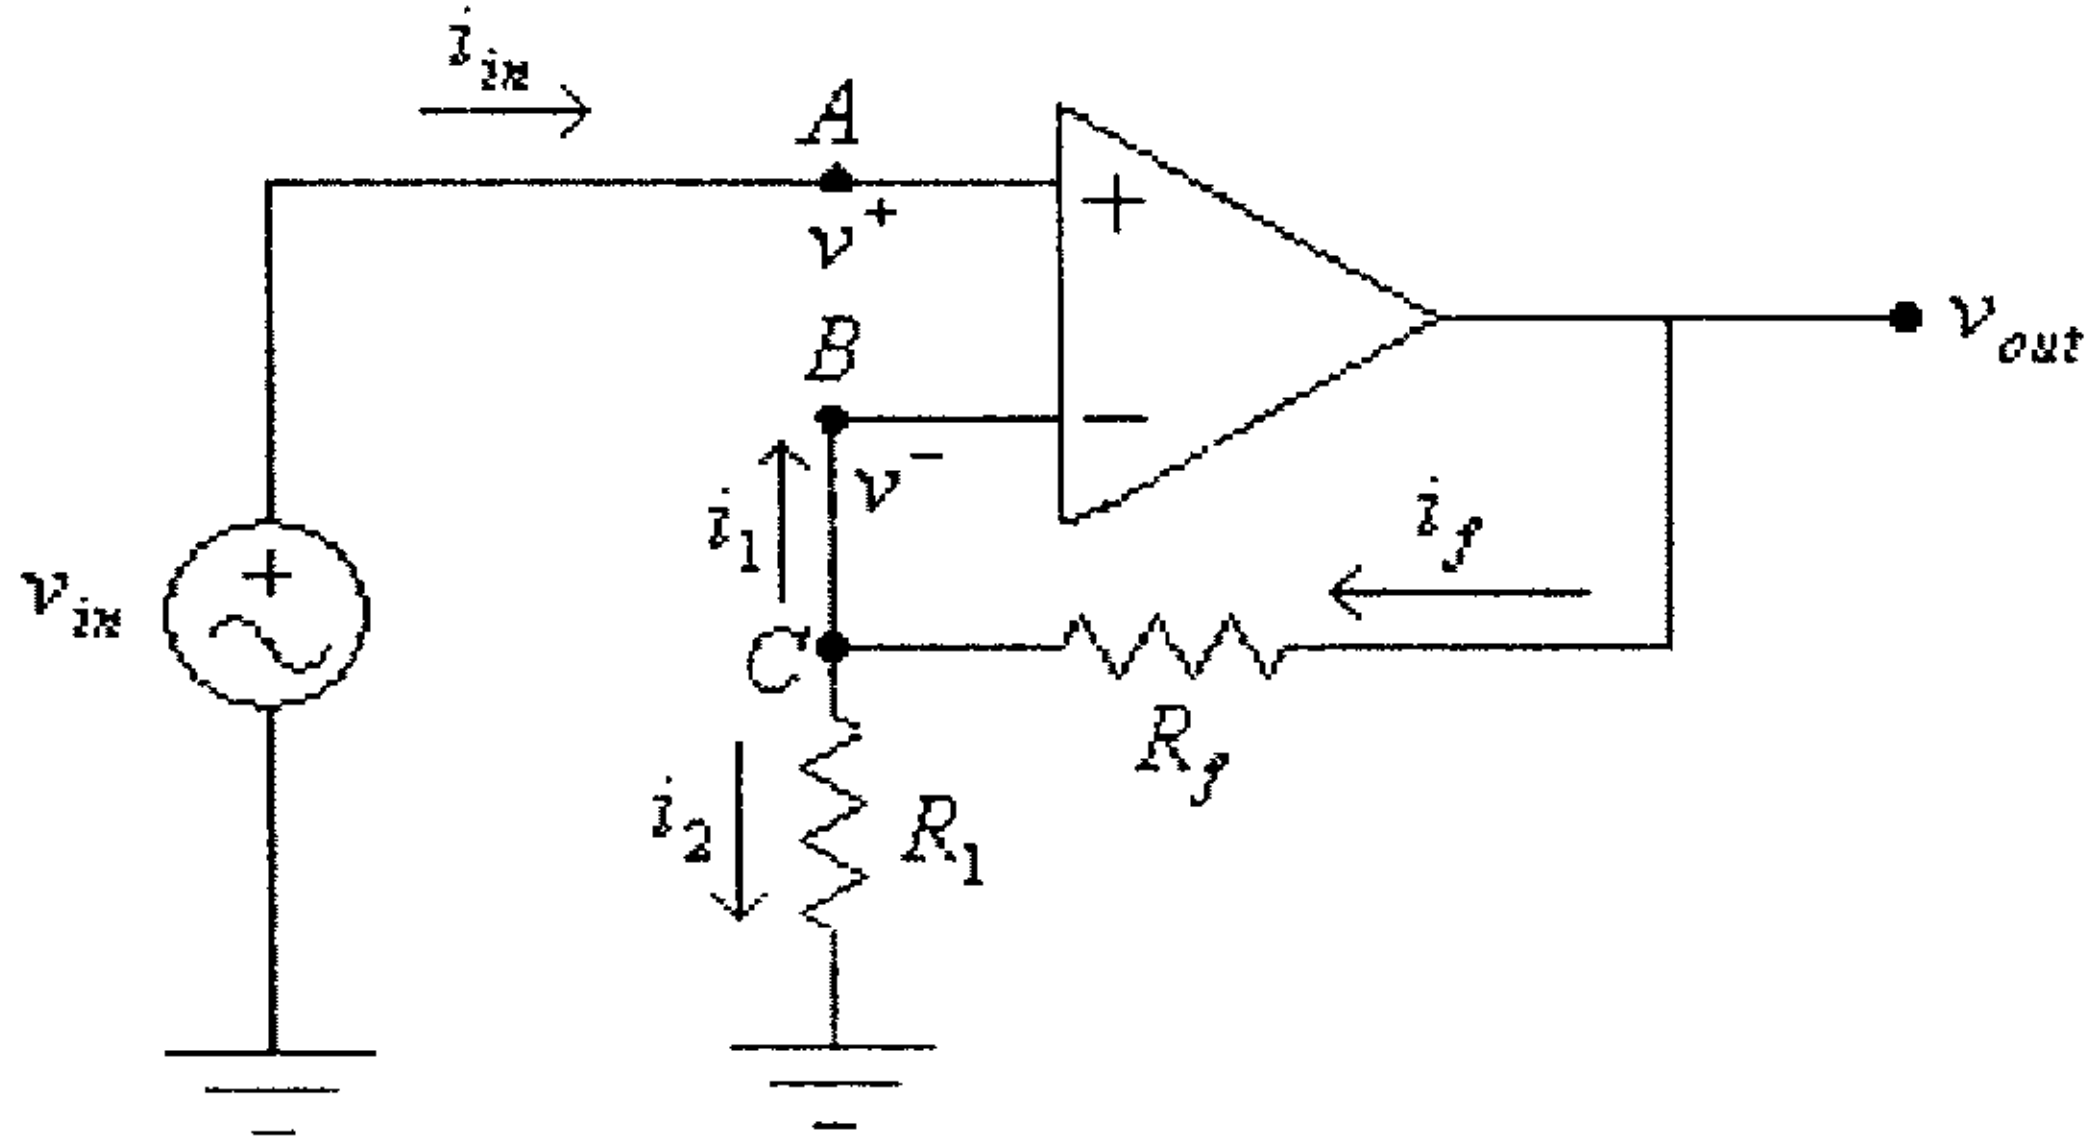 i_in
A
v^+
B
v_out
v^-
i_1
i_f
v_in
C
R_f
i_2
R_1